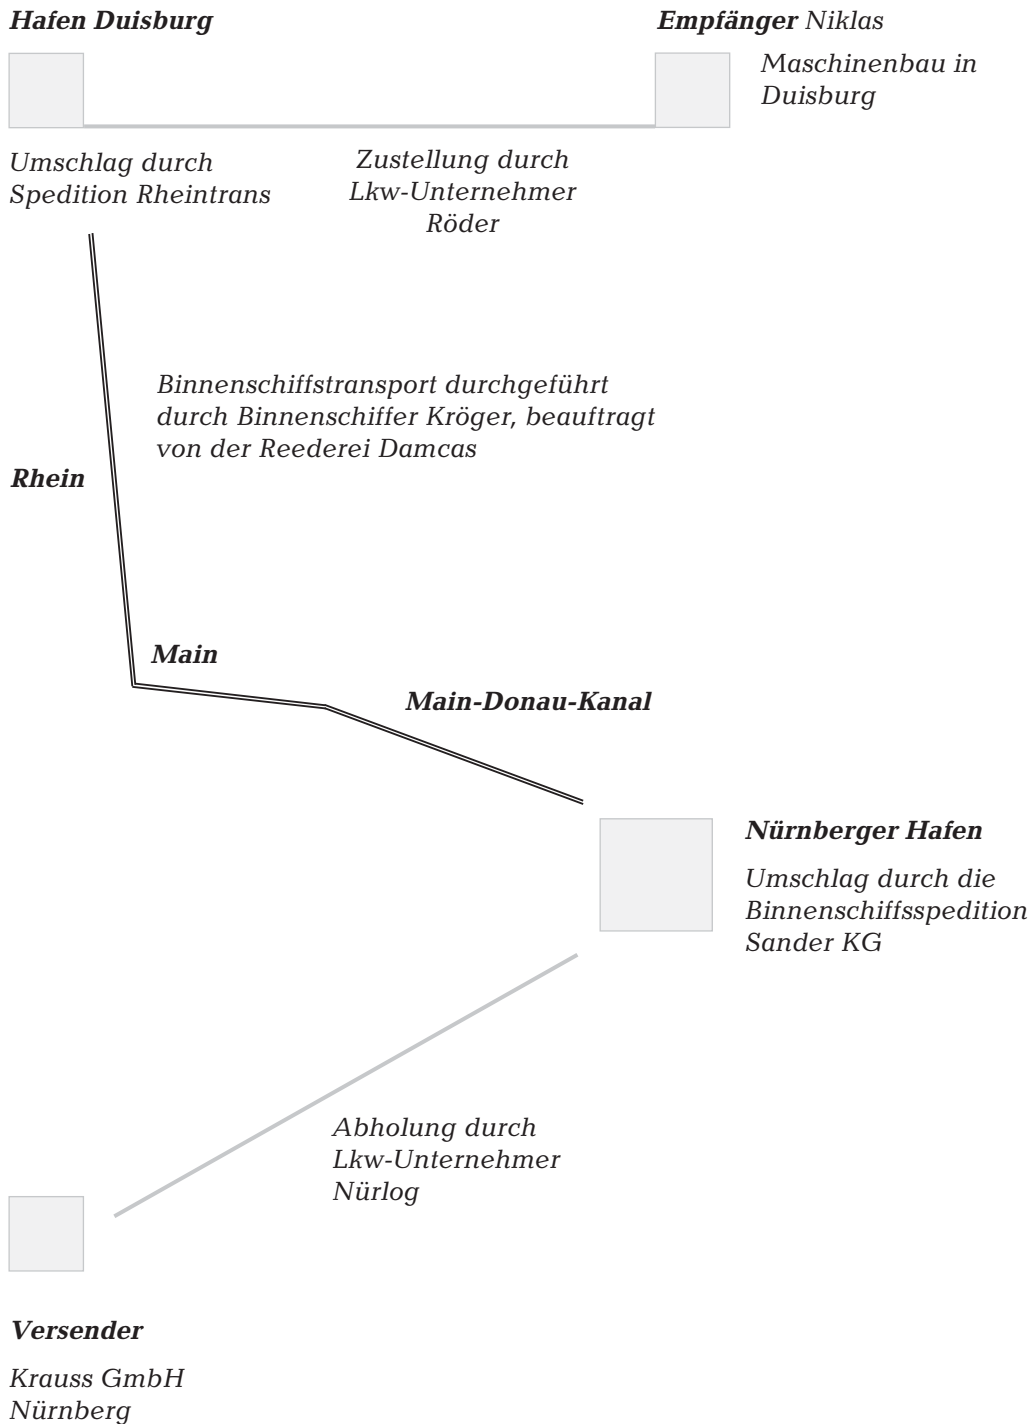 Hafen Duisburg
Empfänger Niklas
Maschinenbau in
Duisburg
Umschlag durch
Spedition Rheintrans
Zustellung durch
Lkw-Unternehmer
Röder
Binnenschiffstransport durchgeführt
durch Binnenschiffer Kröger, beauftragt
von der Reederei Damcas
Rhein
Main
Main-Donau-Kanal
Nürnberger Hafen
Umschlag durch die
Binnenschiffsspedition
Sander KG
Abholung durch
Lkw-Unternehmer
Nürlog
Versender
Krauss GmbH
Nürnberg